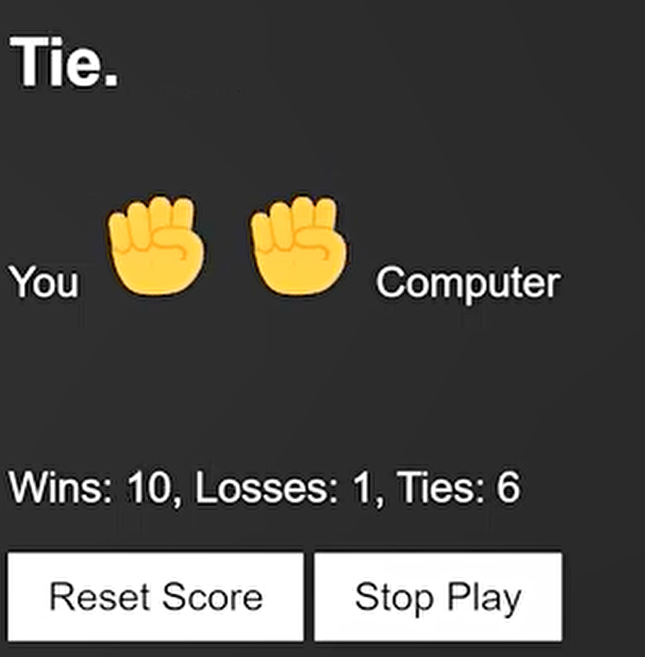 Tie.
You Computer
Wins: 10, Losses: 1, Ties: 6
Reset Score Stop Play